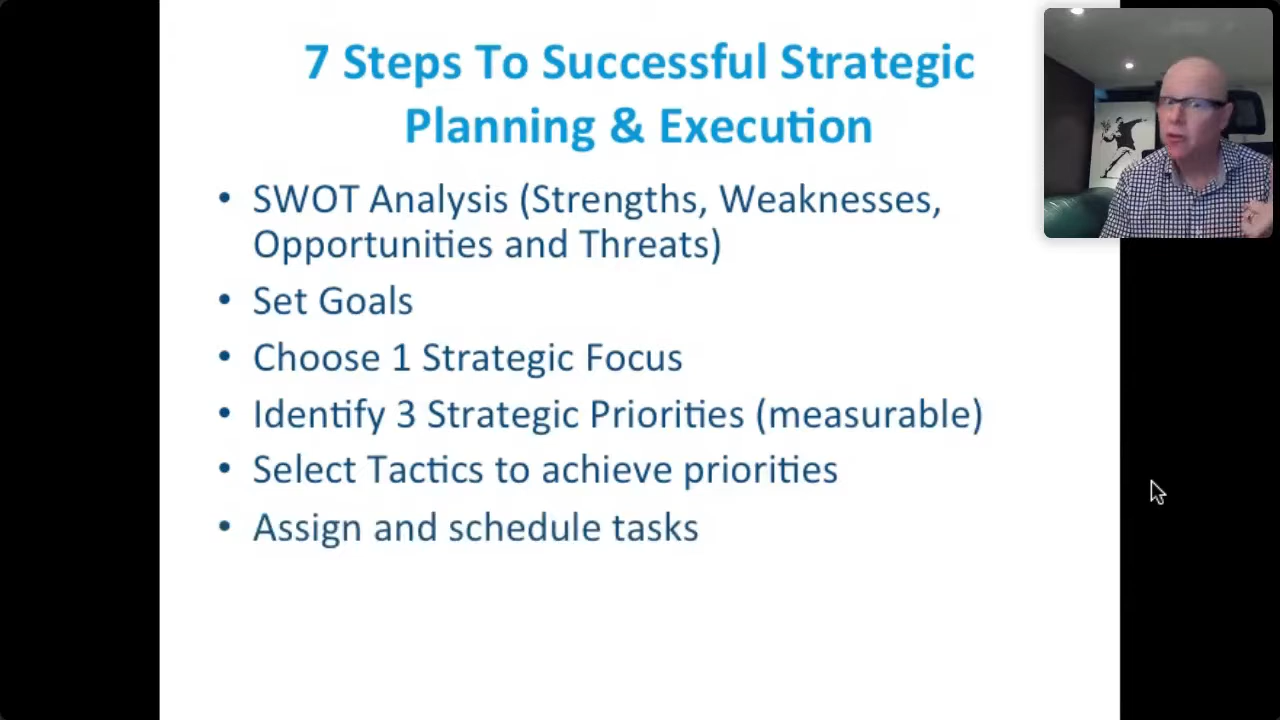 7 Steps To Successful Strategic
Planning & Execution
• SWOT Analysis (Strengths, Weaknesses,
Opportunities and Threats)
• Set Goals
• Choose 1 Strategic Focus
• Identify 3 Strategic Priorities (measurable)
• Select Tactics to achieve priorities
• Assign and schedule tasks